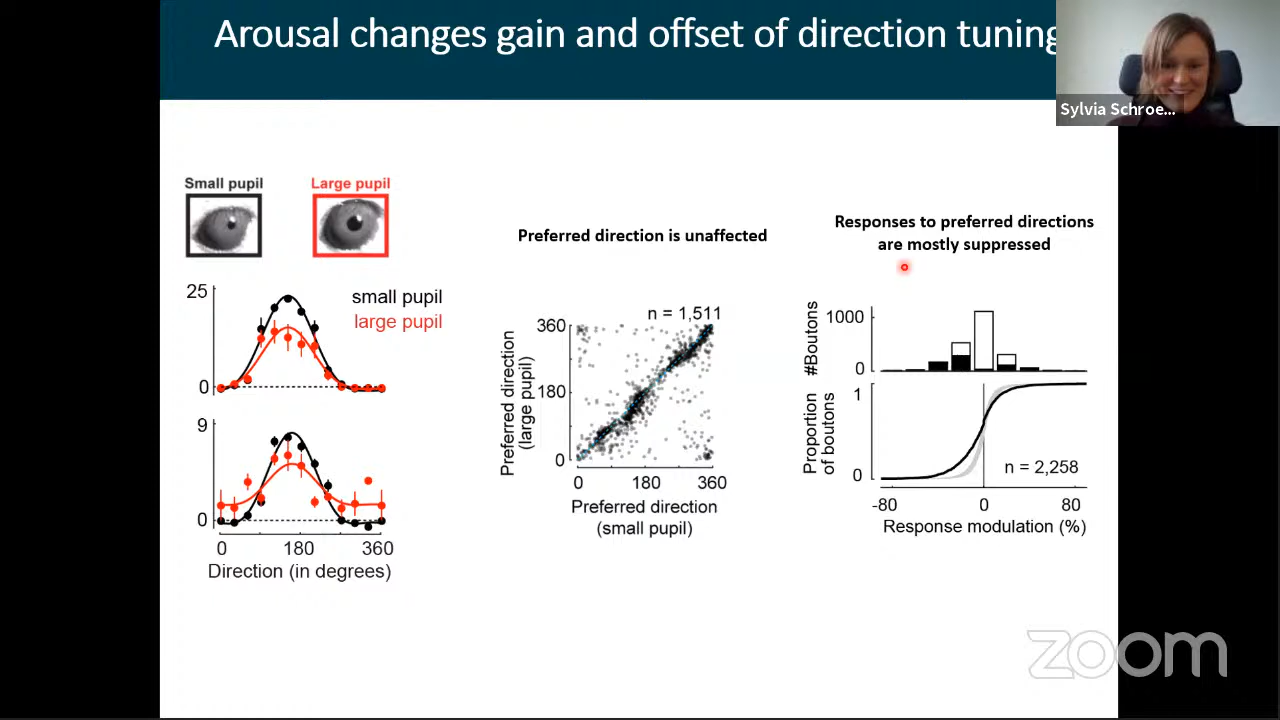 Arousal changes gain and offset of direction tuning
Sylvia Schroe...
Small pupil
Large pupil
25
0
small pupil
large pupil
9
0
0 180 360
Direction (in degrees)
Preferred direction is unaffected
n = 1,511
360
180
0
Preferred direction
(large pupil)
0 180 360
Preferred direction
(small pupil)
Responses to preferred directions
are mostly suppressed
#Boutons
1000
0
Proportion
of boutons
1
0
n = 2,258
-80 0 80
Response modulation (%)
zoom